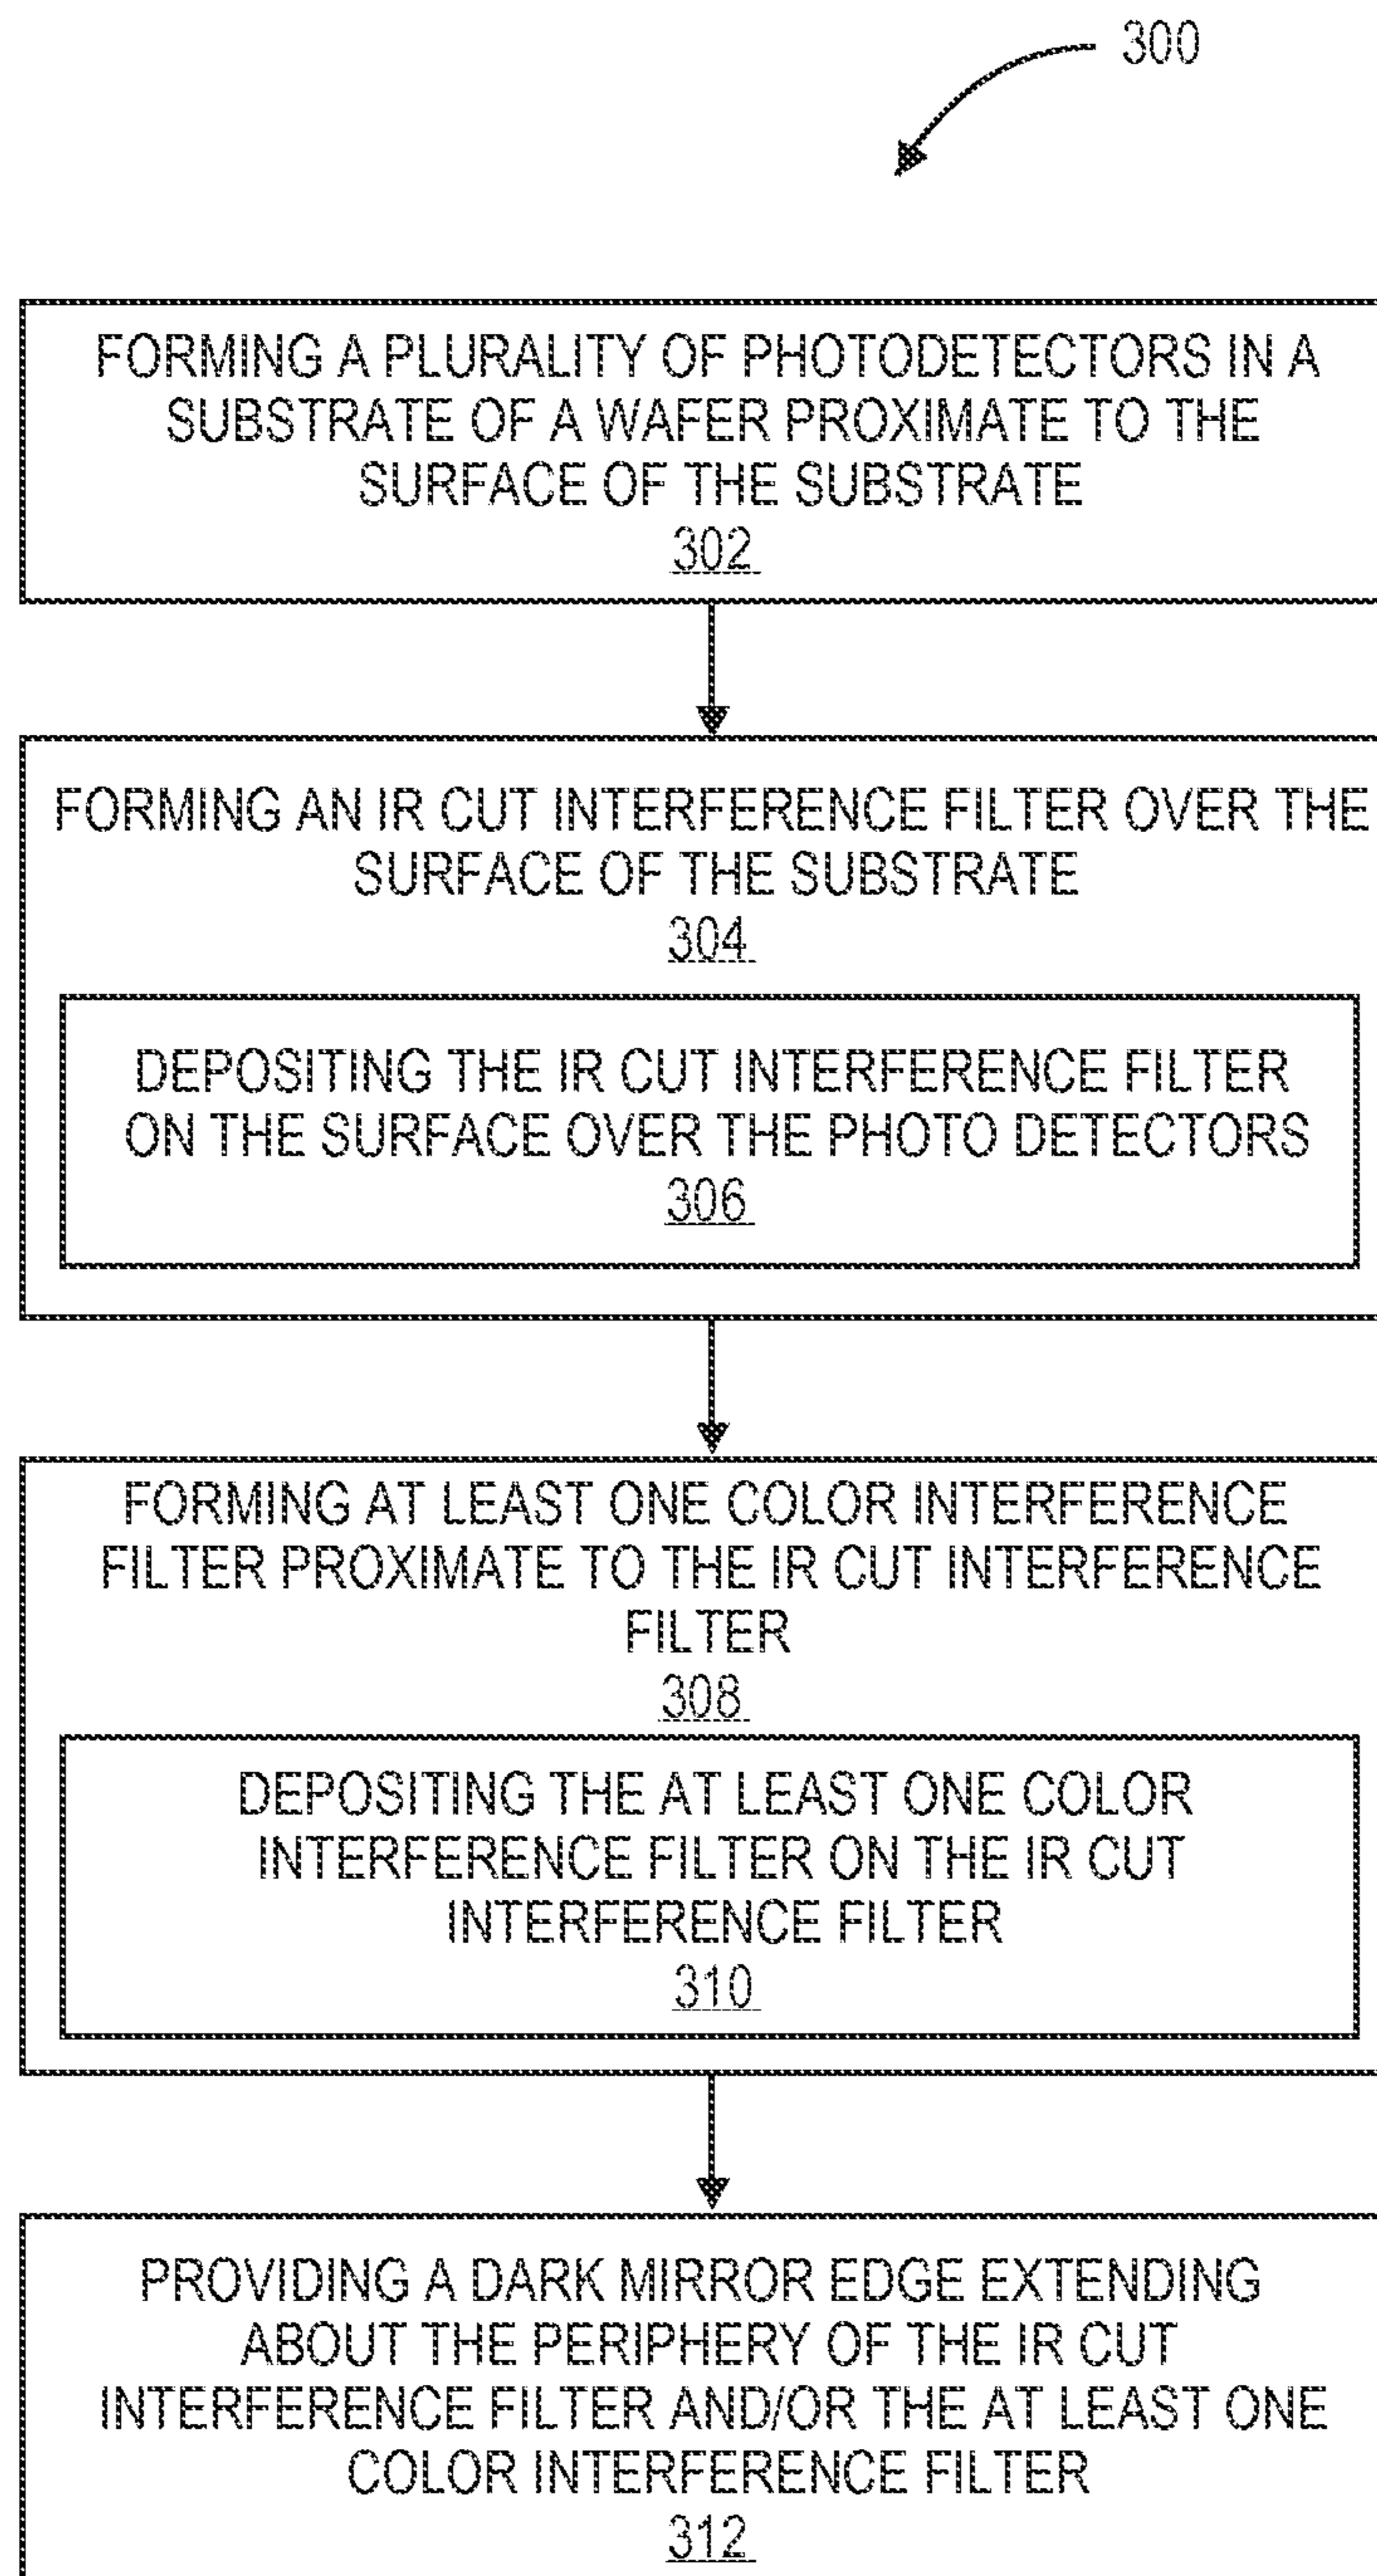 300
FORMING A PLURALITY OF PHOTODETECTORS IN A
SUBSTRATE OF A WAFER PROXIMATE TO THE
SURFACE OF THE SUBSTRATE
302
FORMING AN IR CUT INTERFERENCE FILTER OVER THE
SURFACE OF THE SUBSTRATE
304
DEPOSITING THE IR CUT INTERFERENCE FILTER
ON THE SURFACE OVER THE PHOTO DETECTORS
306
FORMING AT LEAST ONE COLOR INTERFERENCE
FILTER PROXIMATE TO THE IR CUT INTERFERENCE
FILTER
308
DEPOSITING THE AT LEAST ONE COLOR
INTERFERENCE FILTER ON THE IR CUT
INTERFERENCE FILTER
310
PROVIDING A DARK MIRROR EDGE EXTENDING
ABOUT THE PERIPHERY OF THE IR CUT
INTERFERENCE FILTER AND/OR THE AT LEAST ONE
COLOR INTERFERENCE FILTER
312